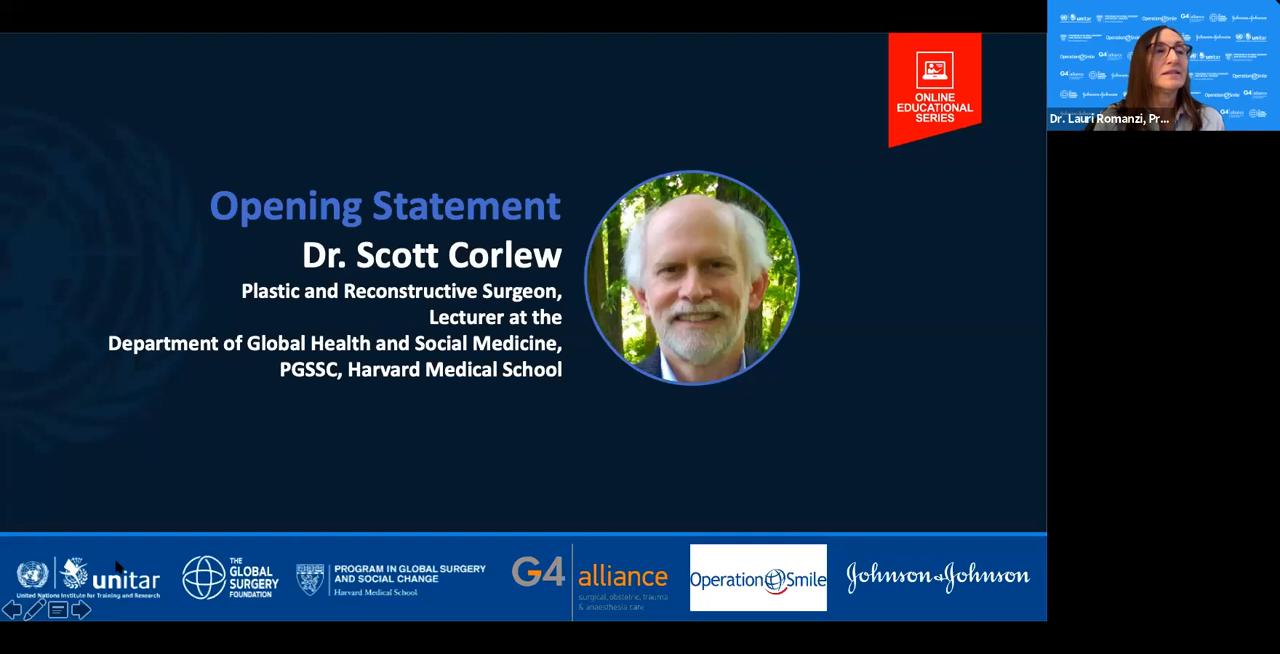 ONLINE
EDUCATIONAL
SERIES
Dr. Lauri Romanzi, Pr...
Opening Statement
Dr. Scott Corlew
Plastic and Reconstructive Surgeon,
Lecturer at the
Department of Global Health and Social Medicine,
PGSSC, Harvard Medical School
unitar
United Nations Institute for Training and Research
THE
GLOBAL
SURGERY
FOUNDATION
PROGRAM IN GLOBAL SURGERY
AND SOCIAL CHANGE
Harvard Medical School
G4
alliance
surgical, obstetric, trauma
& anaesthesia care
Operation Smile
Johnson & Johnson